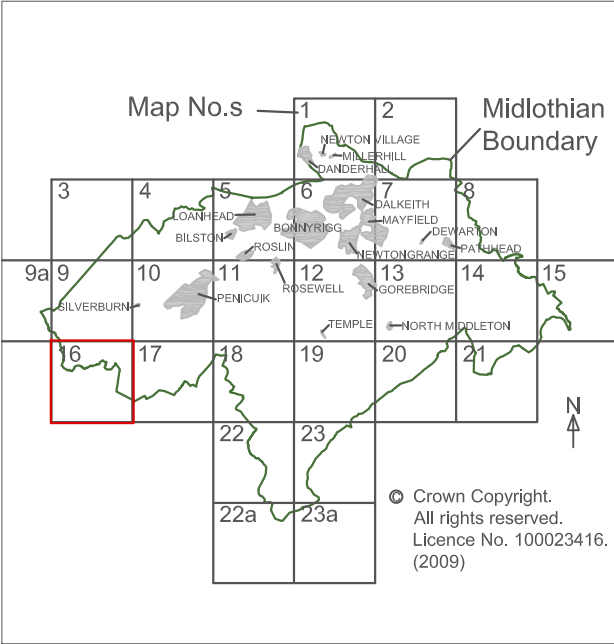 Map No.s
Midlothian
Boundary
1
2
NEWTON VILLAGE
MILLERHILL
DANDERHALL
3
4
5
6
7
8
LOANHEAD
DALKEITH
BONNYRIGG
MAYFIELD
BILSTON
DEWARTON
ROSLIN
NEWTONGRANGE
PATHHEAD
9a
9
10
11
12
13
14
15
SILVERBURN
PENICUIK
ROSEWELL
GOREBRIDGE
TEMPLE
NORTH MIDDLETON
16
17
18
19
20
21
N
22
23
22a
23a
© Crown Copyright.
All rights reserved.
Licence No. 100023416.
(2009)